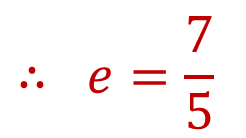 ∴ e = 7/5